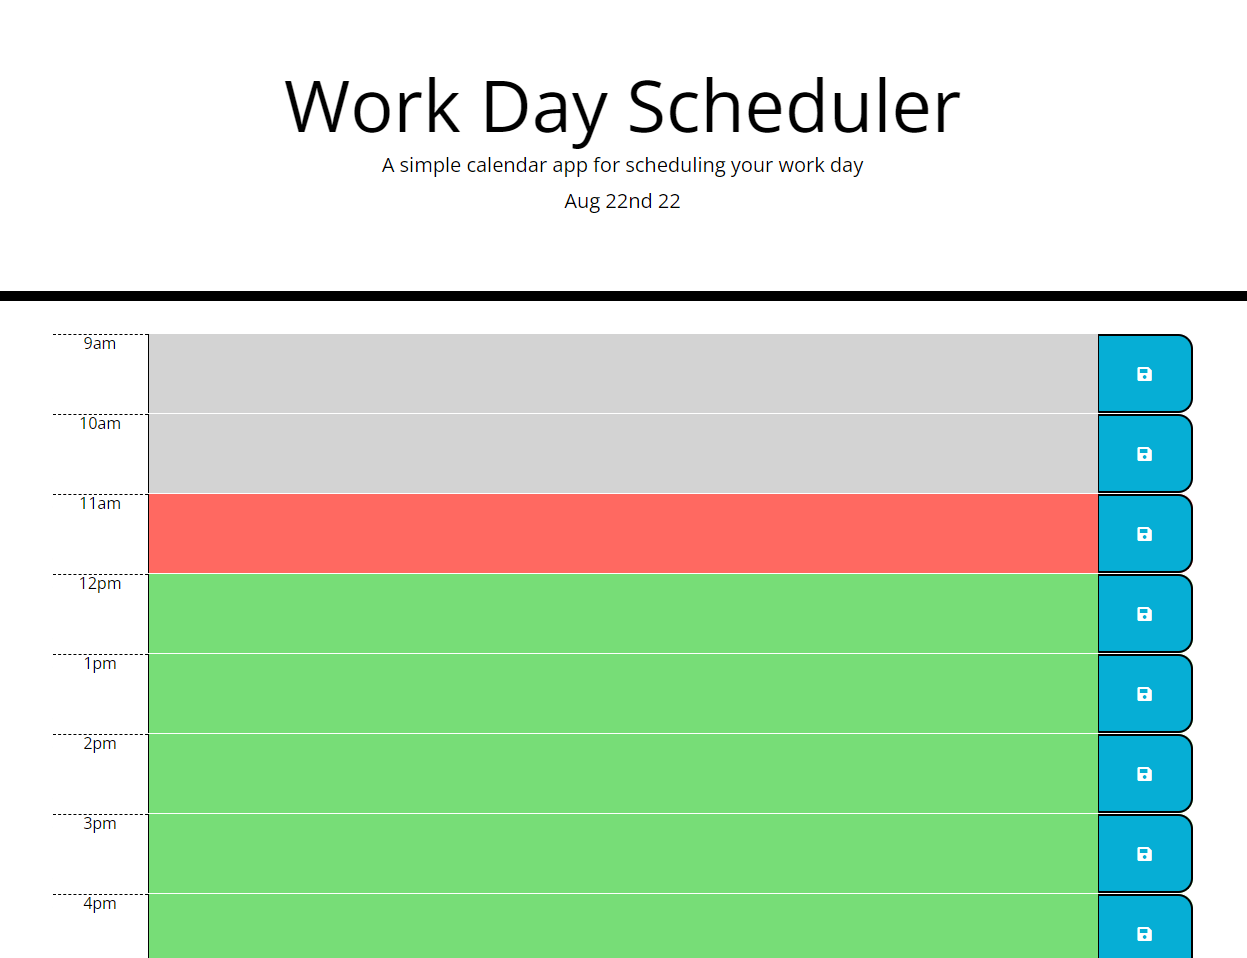 Work Day Scheduler
A simple calendar app for scheduling your work day
Aug 22nd 22
9am
10am
11am
12pm
1pm
2pm
3pm
4pm